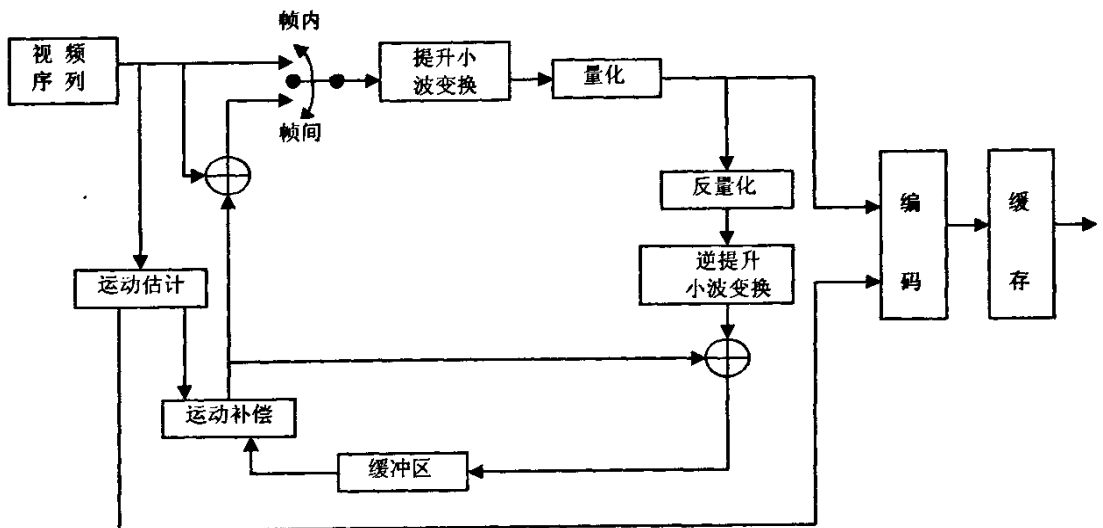 帧内
视 频
序 列
提升小
波变换
量化
帧间
反量化
编
码
缓
存
逆提升
小波变换
运动估计
运动补偿
缓冲区